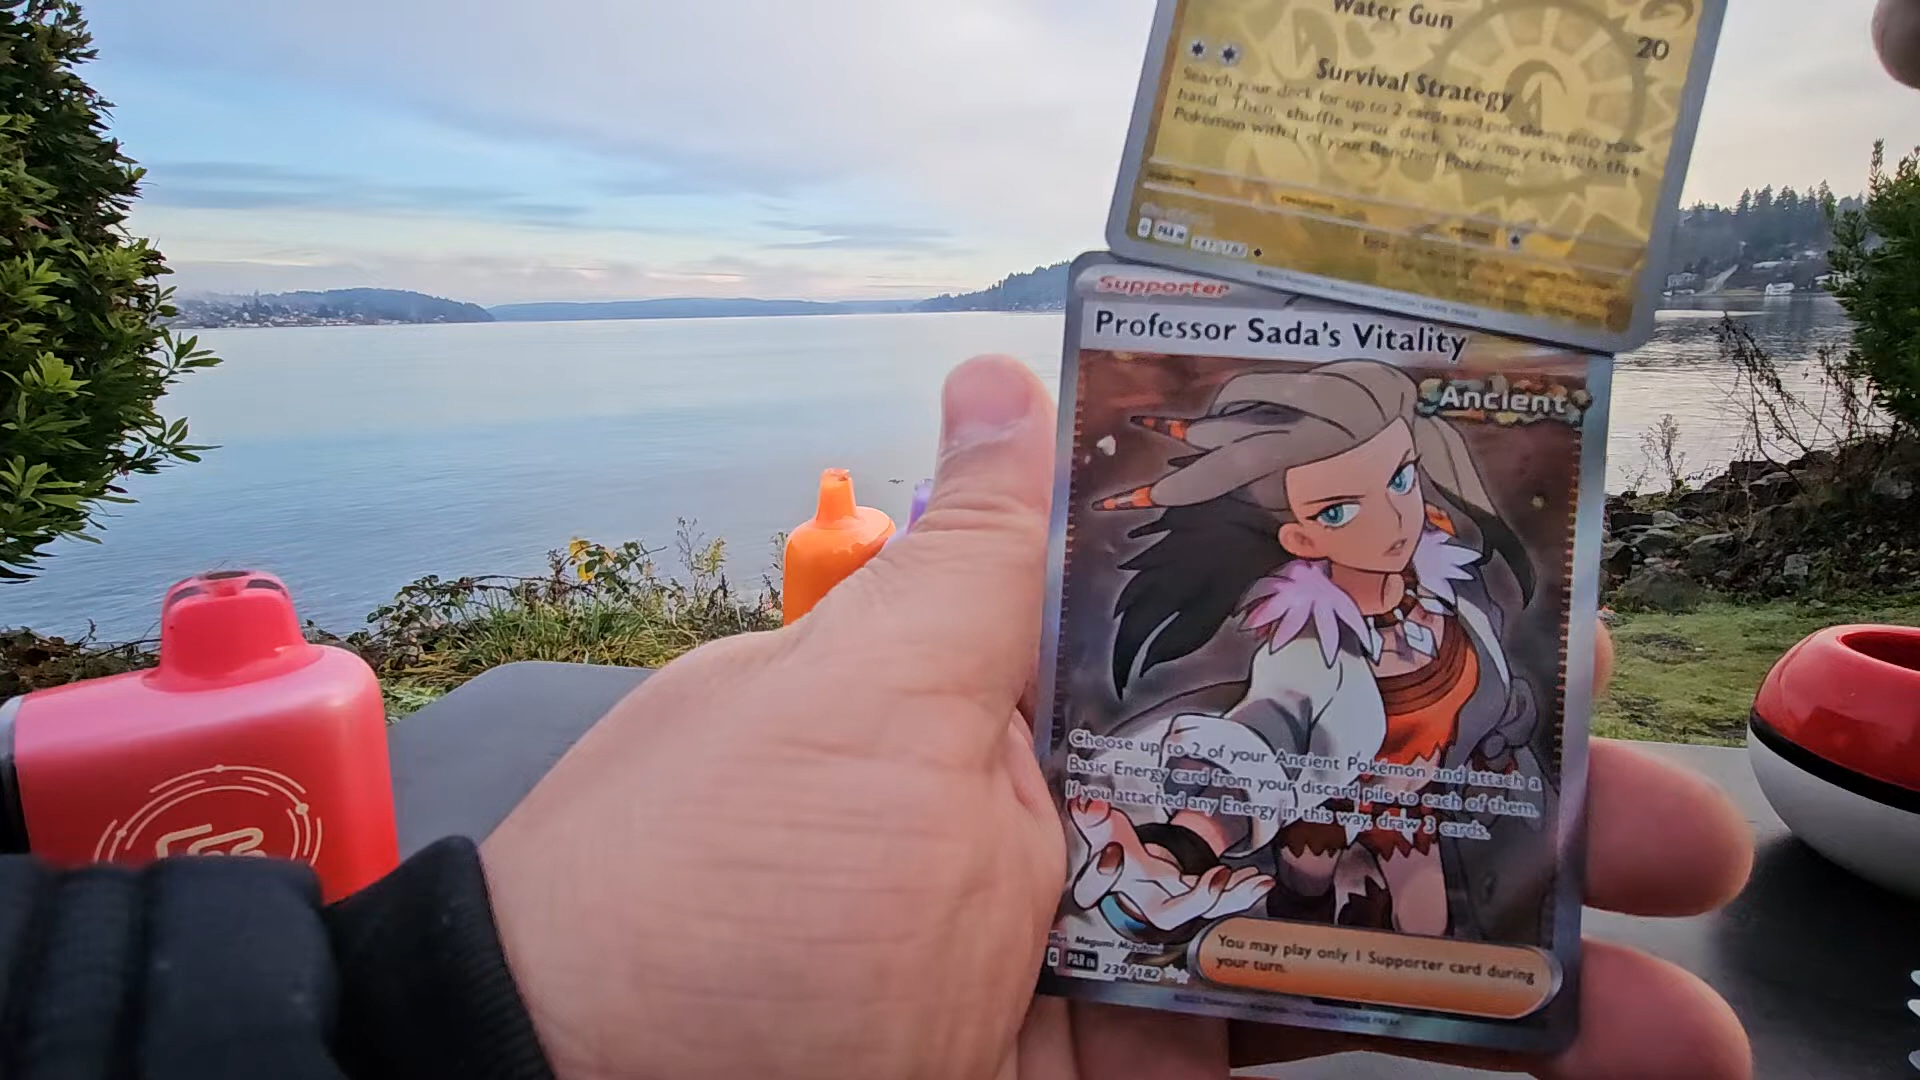 Water Gun
20
Survival Strategy
Search your deck for up to 2 cards and put them into your
hand. Then, shuffle your deck. You may switch this
Pokémon with 1 of your Benched Pokémon.
PAR EN
Supporter
Professor Sada's Vitality
Ancient
Choose up to 2 of your Ancient Pokémon and attach a
Basic Energy card from your discard pile to each of them.
If you attached any Energy in this way, draw 3 cards.
Illus. Megumi Mizutani
You may play only 1 Supporter card during
your turn.
G PAR EN 239/182